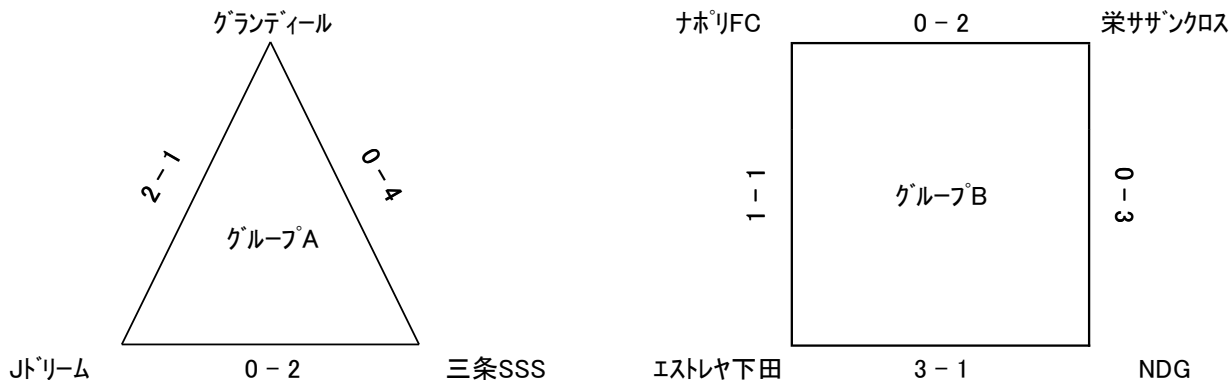 グランディール
ナポリFC
0 - 2
栄サザンクロス
2 - 1
0 - 4
グループA
1 - 1
グループB
0 - 3
Jドリーム
0 - 2
三条SSS
エストレヤ下田
3 - 1
NDG